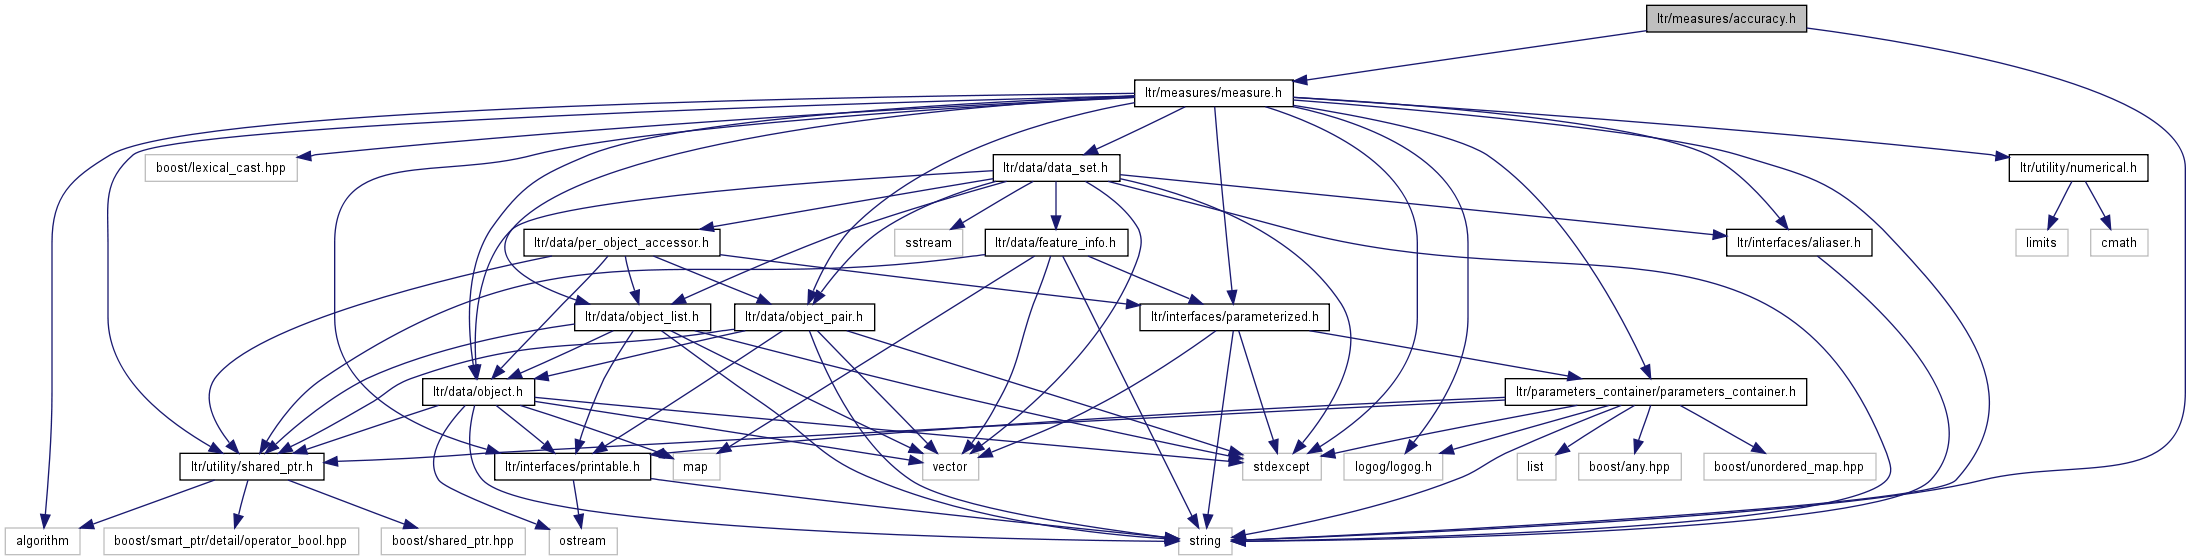 ltr/measures/accuracy.h
ltr/measures/measure.h
boost/lexical_cast.hpp
ltr/data/data_set.h
ltr/utility/numerical.h
ltr/data/per_object_accessor.h
sstream
ltr/data/feature_info.h
ltr/interfaces/aliaser.h
limits
cmath
ltr/data/object_list.h
ltr/data/object_pair.h
ltr/interfaces/parameterized.h
ltr/data/object.h
ltr/parameters_container/parameters_container.h
ltr/utility/shared_ptr.h
ltr/interfaces/printable.h
map
vector
stdexcept
logog/logog.h
list
boost/any.hpp
boost/unordered_map.hpp
algorithm
boost/smart_ptr/detail/operator_bool.hpp
boost/shared_ptr.hpp
ostream
string